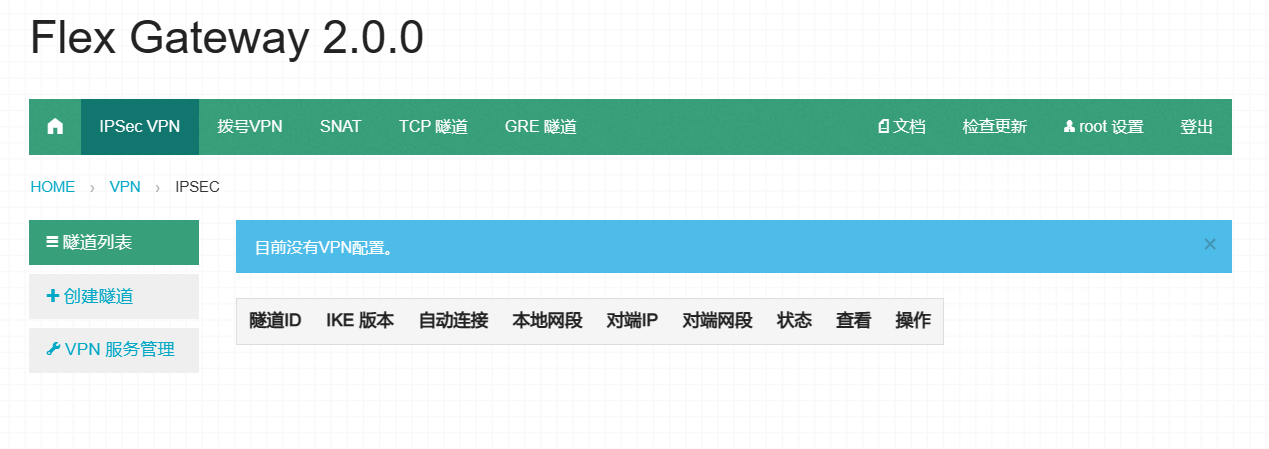 Flex Gateway 2.0.0
IPSec VPN 拨号VPN SNAT TCP 隧道 GRE 隧道 文档 检查更新 root 设置 登出
HOME › VPN › IPSEC
隧道列表
目前没有VPN配置。 ×
创建隧道
隧道ID IKE 版本 自动连接 本地网段 对端IP 对端网段 状态 查看 操作
VPN 服务管理